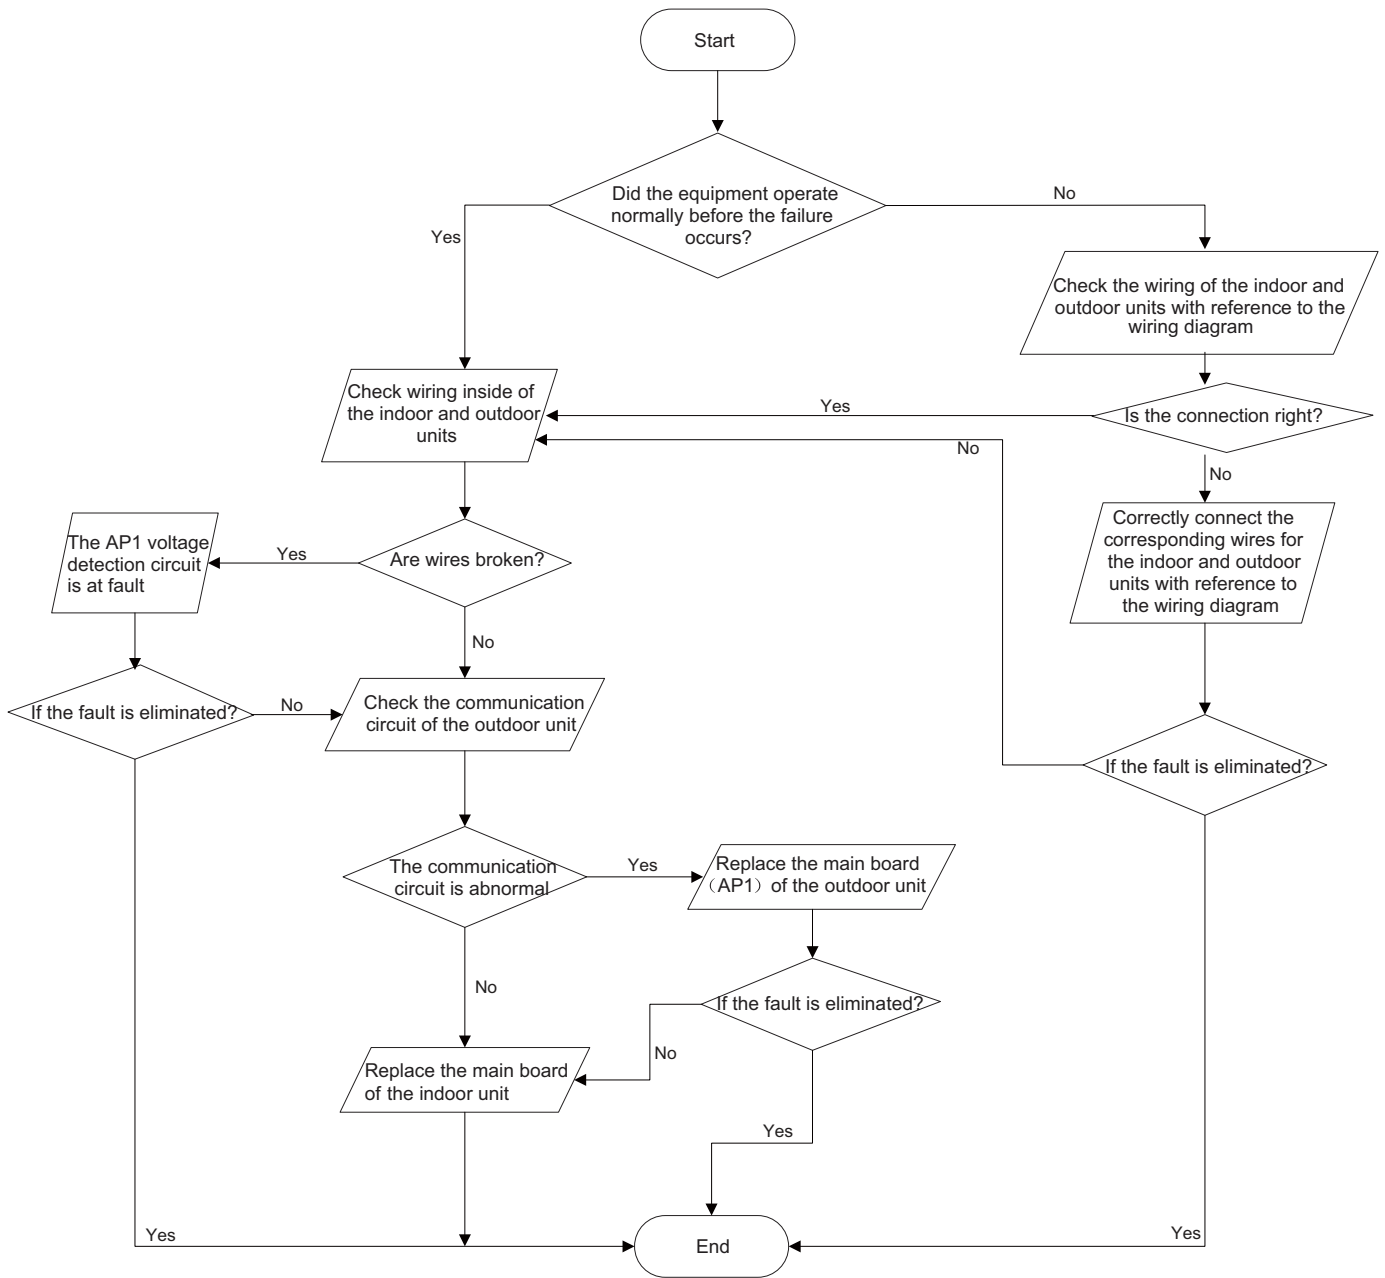 Start
Did the equipment operate
normally before the failure
occurs?
No
Yes
Check the wiring of the indoor and
outdoor units with reference to the
wiring diagram
Check wiring inside of
the indoor and outdoor
units
Yes
Is the connection right?
No
No
Correctly connect the
corresponding wires for
the indoor and outdoor
units with reference to
the wiring diagram
The AP1 voltage
detection circuit
is at fault
Yes
Are wires broken?
No
If the fault is eliminated?
No
Check the communication
circuit of the outdoor unit
If the fault is eliminated?
The communication
circuit is abnormal
Yes
Replace the main board
（AP1）of the outdoor unit
No
If the fault is eliminated?
No
Replace the main board
of the indoor unit
Yes
Yes
End
Yes